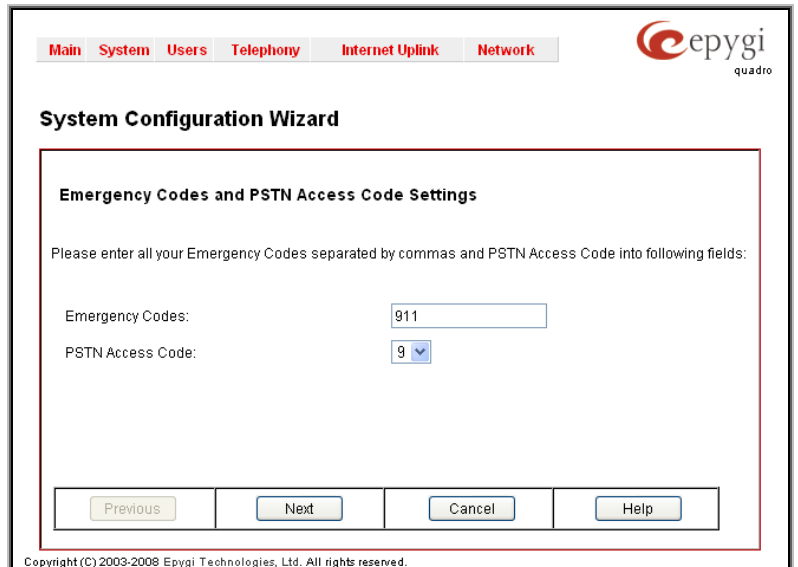 Main System Users Telephony Internet Uplink Network
epygi
quadro
System Configuration Wizard
Emergency Codes and PSTN Access Code Settings
Please enter all your Emergency Codes separated by commas and PSTN Access Code into following fields:
Emergency Codes: 911
PSTN Access Code: 9
Previous Next Cancel Help
Copyright (C) 2003-2008 Epygi Technologies, Ltd. All rights reserved.